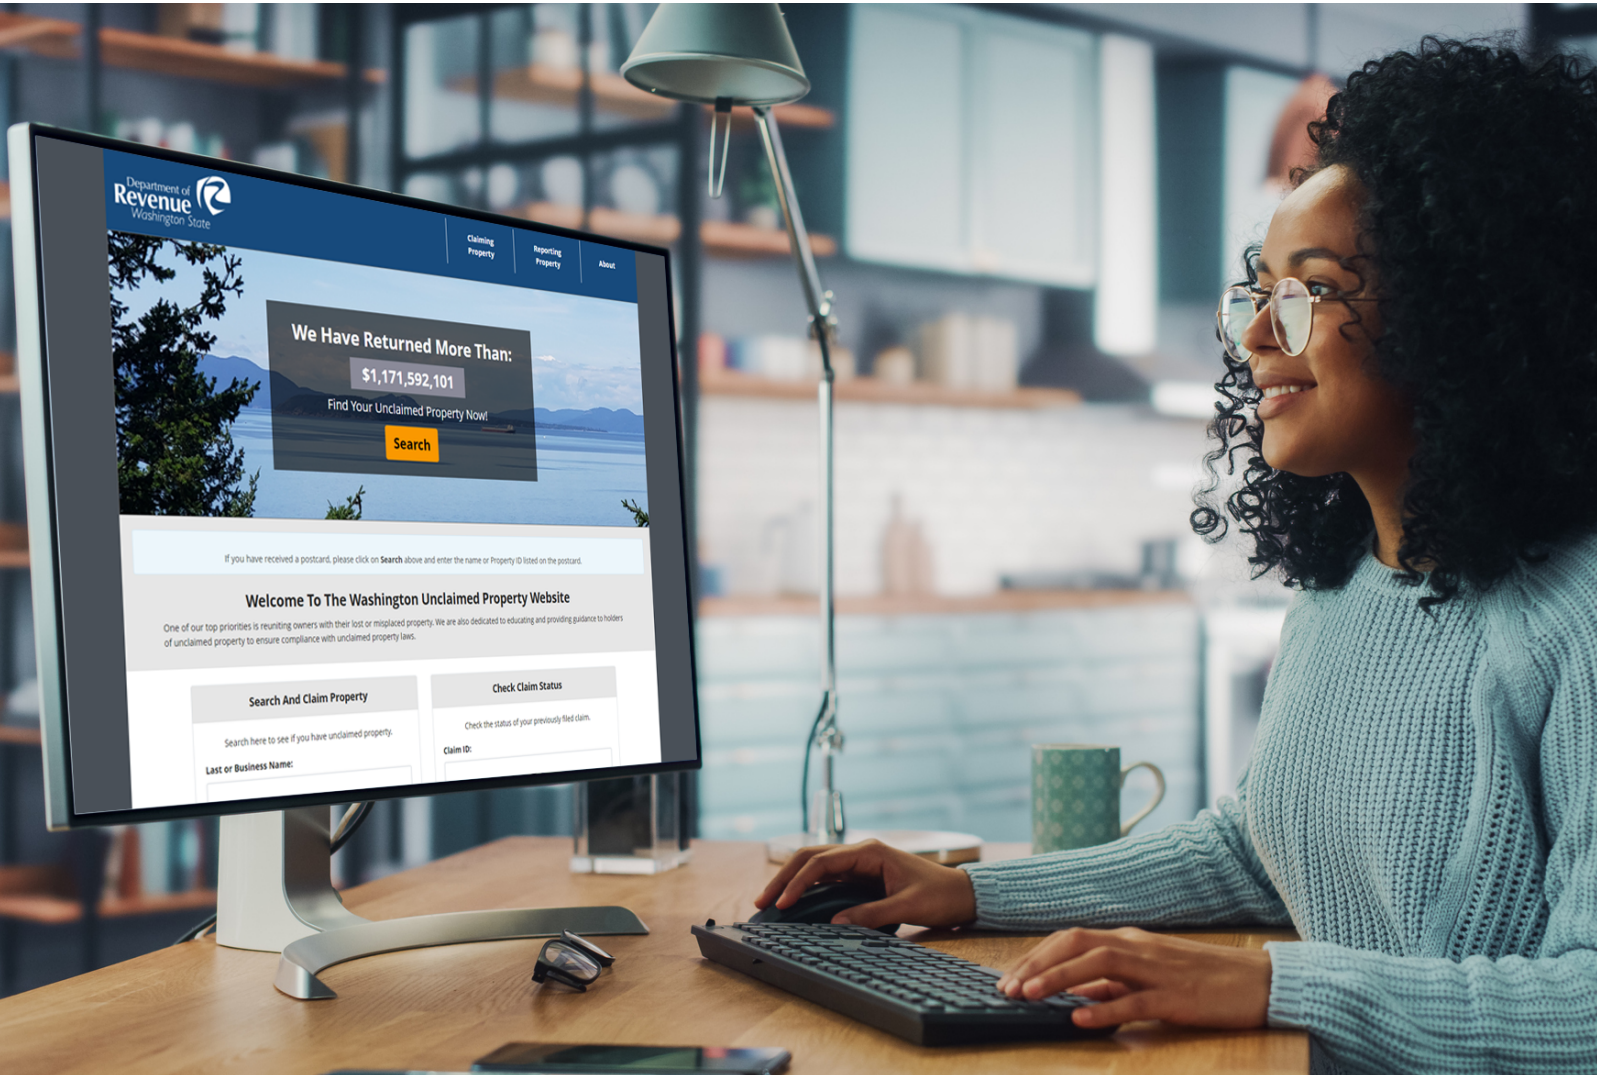 Department of
Revenue
Washington State
Claiming
Property
Reporting
Property
About
We Have Returned More Than:
$1,171,592,101
Find Your Unclaimed Property Now!
Search
If you have received a postcard, please click on Search above and enter the name or Property ID listed on the postcard.
Welcome To The Washington Unclaimed Property Website
One of our top priorities is reuniting owners with their lost or misplaced property. We are also dedicated to educating and providing guidance to holders
of unclaimed property to ensure compliance with unclaimed property laws.
Search And Claim Property
Search here to see if you have unclaimed property.
Last or Business Name:
Check Claim Status
Check the status of your previously filed claim.
Claim ID: